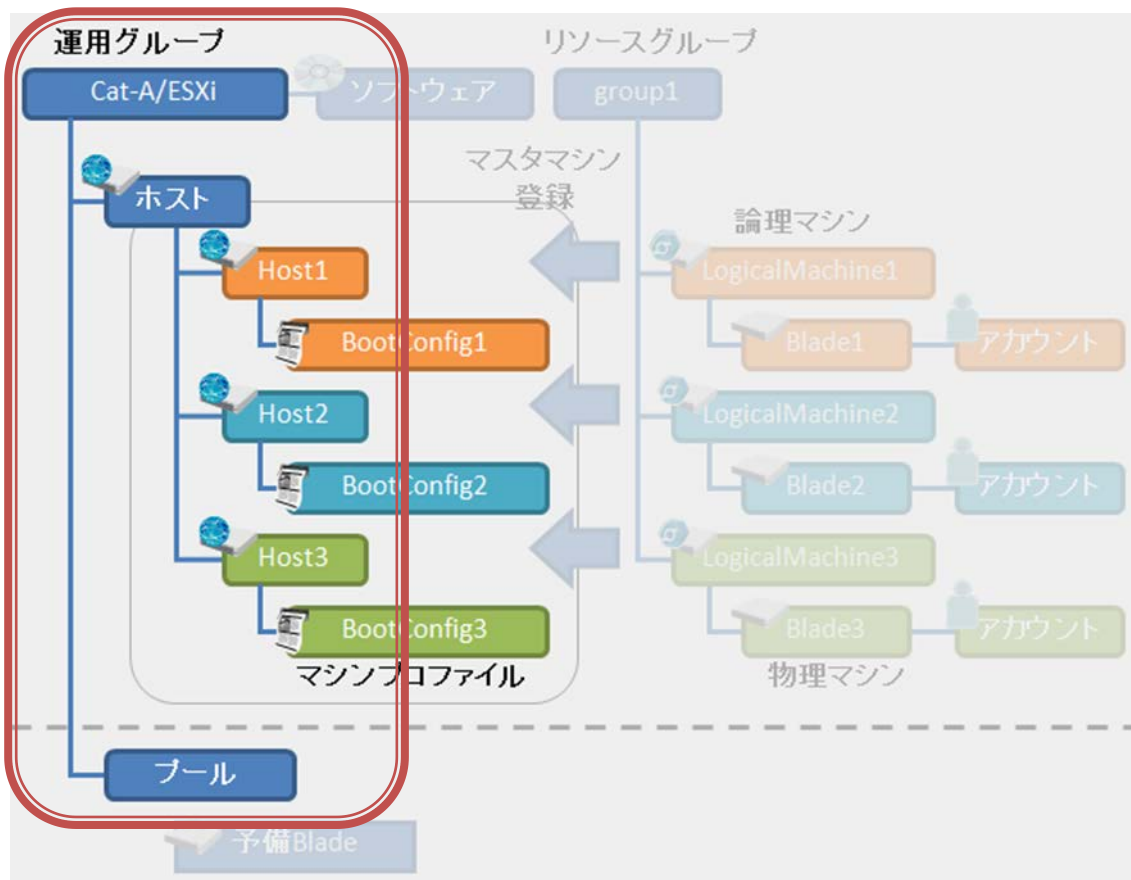 運用グループ
リソースグループ
Cat-A/ESXi
ソフトウェア
group1
マスタマシン
登録
ホスト
論理マシン
Host1
LogicalMachine1
BootConfig1
Blade1
アカウント
Host2
LogicalMachine2
BootConfig2
Blade2
アカウント
Host3
LogicalMachine3
BootConfig3
Blade3
アカウント
マシンプロファイル
物理マシン
プール
予備Blade